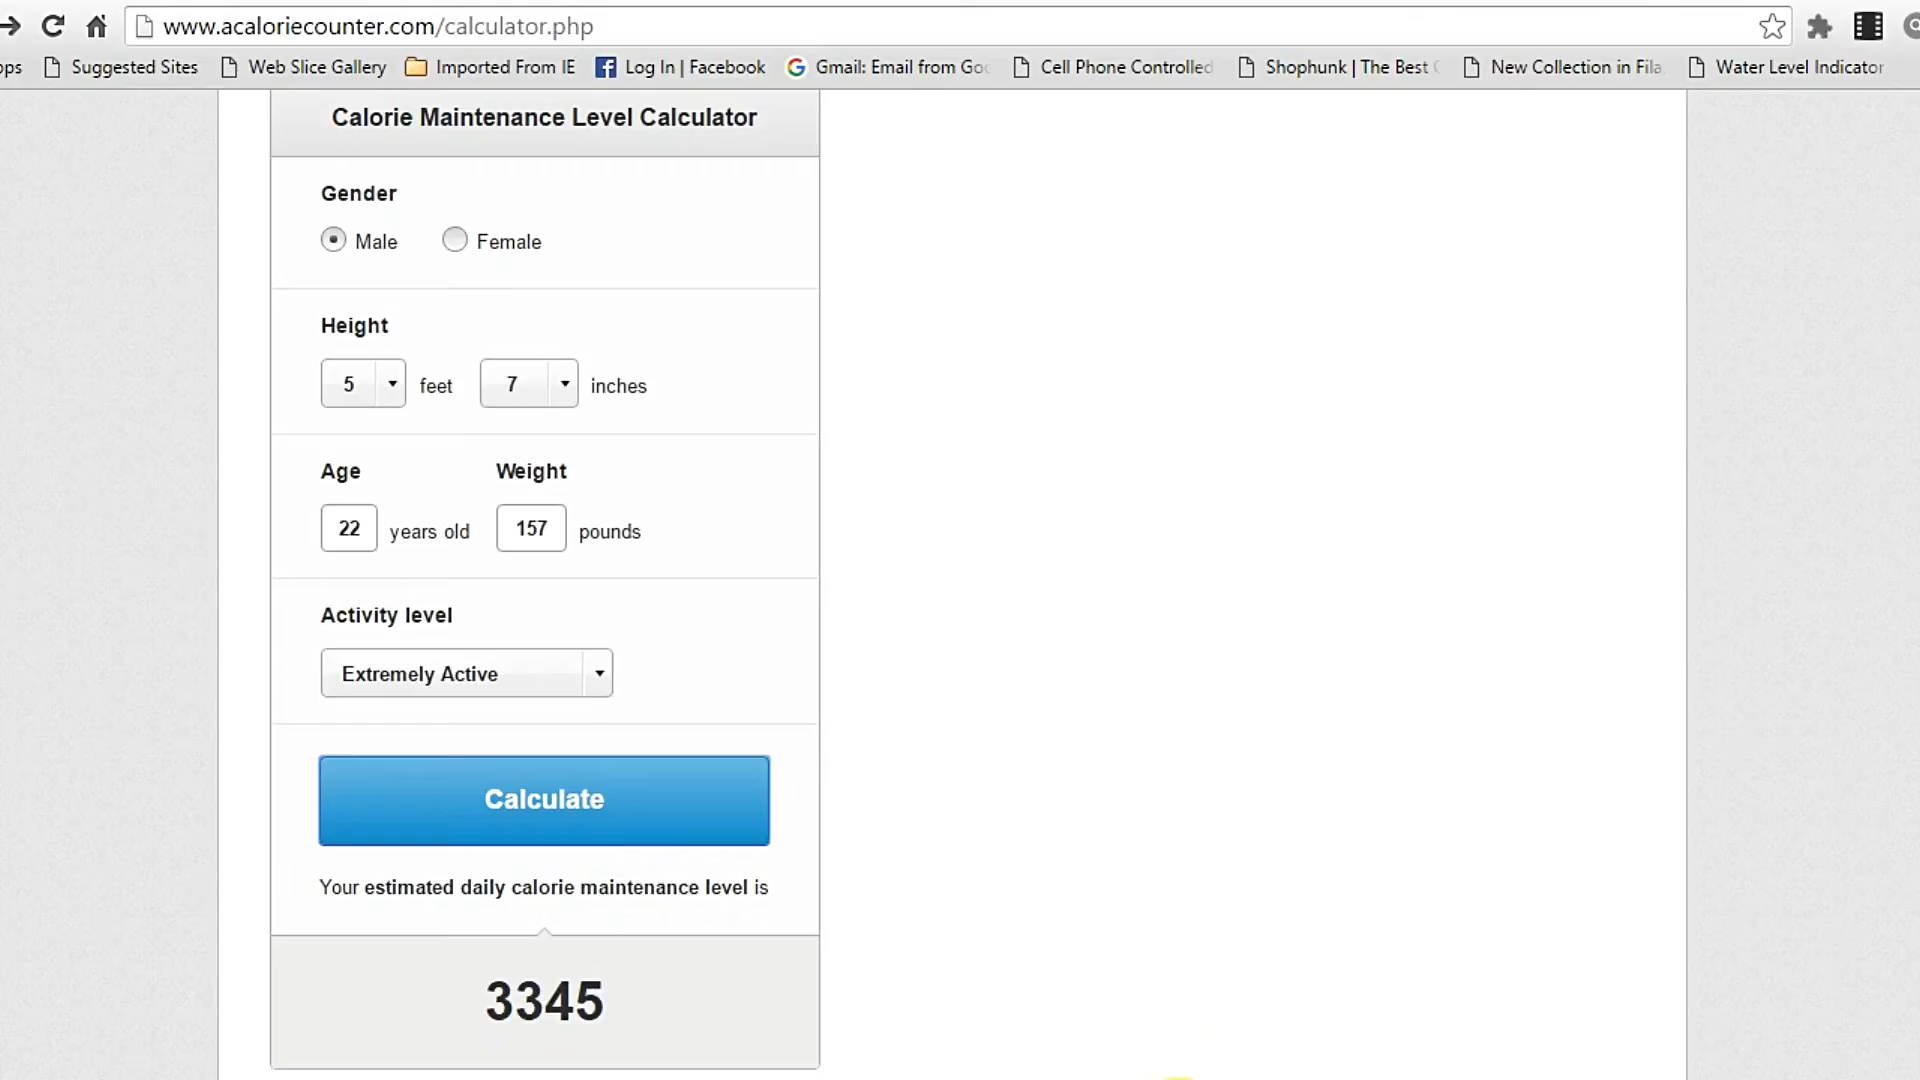 www.acaloriecounter.com/calculator.php
ps Suggested Sites Web Slice Gallery Imported From IE Log In | Facebook Gmail: Email from Goo Cell Phone Controlled Shophunk | The Best New Collection in Fila Water Level Indicator
Calorie Maintenance Level Calculator
Gender
Male Female
Height
5 feet 7 inches
Age Weight
22 years old 157 pounds
Activity level
Extremely Active
Calculate
Your estimated daily calorie maintenance level is
3345